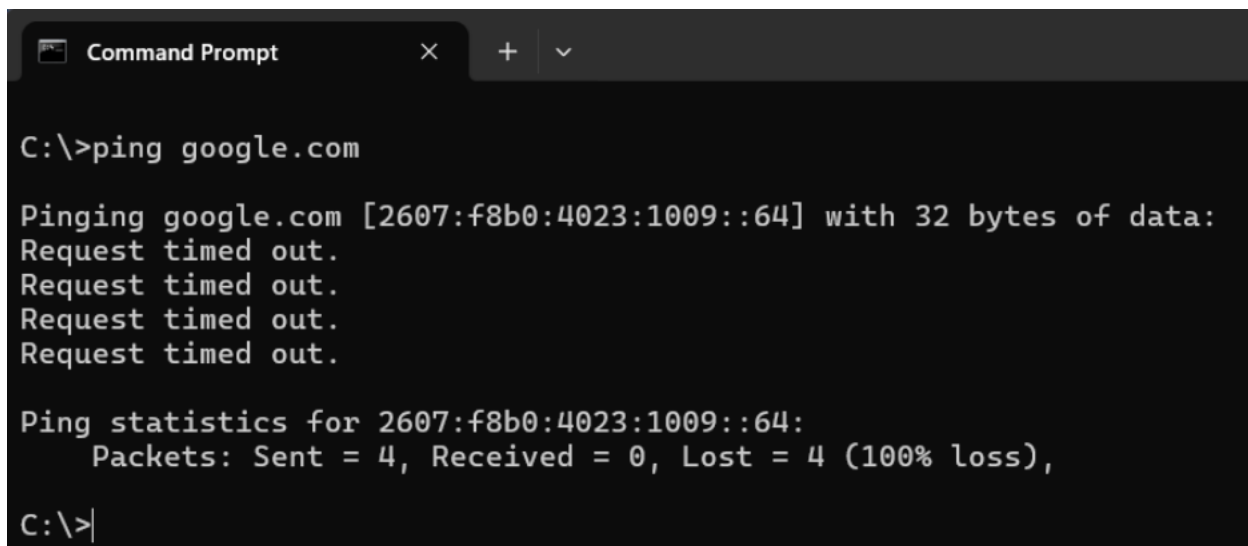 Command Prompt
C:\>ping google.com
Pinging google.com [2607:f8b0:4023:1009::64] with 32 bytes of data:
Request timed out.
Request timed out.
Request timed out.
Request timed out.
Ping statistics for 2607:f8b0:4023:1009::64:
    Packets: Sent = 4, Received = 0, Lost = 4 (100% loss),
C:\>